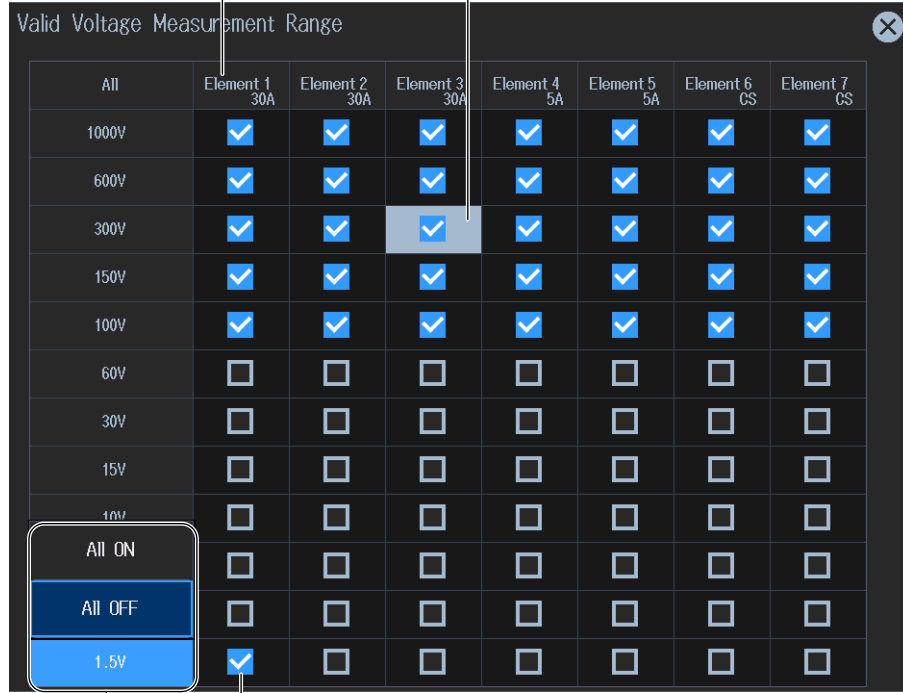 Valid Voltage Measurement Range
All Element 1 Element 2 Element 3 Element 4 Element 5 Element 6 Element 7
30A 30A 30A 5A 5A CS CS
1000V
600V
300V
150V
100V
60V
30V
15V
10V
All ON
All OFF
1.5V